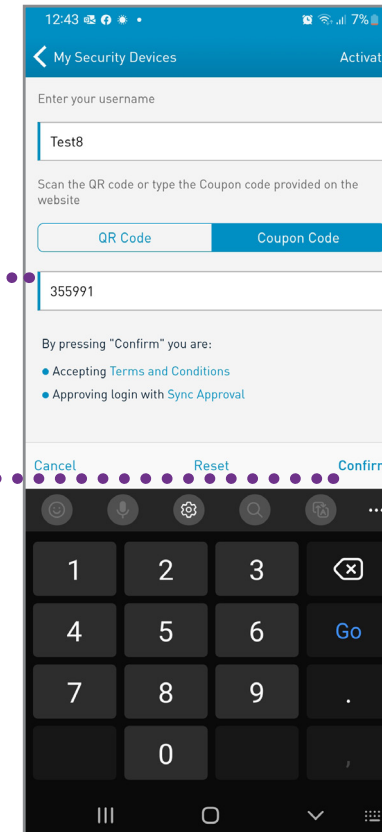 12:43 7%
My Security Devices Activat
Enter your username
Test8
Scan the QR code or type the Coupon code provided on the
website
QR Code Coupon Code
355991
By pressing "Confirm" you are:
Accepting Terms and Conditions
Approving login with Sync Approval
Cancel Reset Confirm
1 2 3
4 5 6 Go
7 8 9 .
0 ,